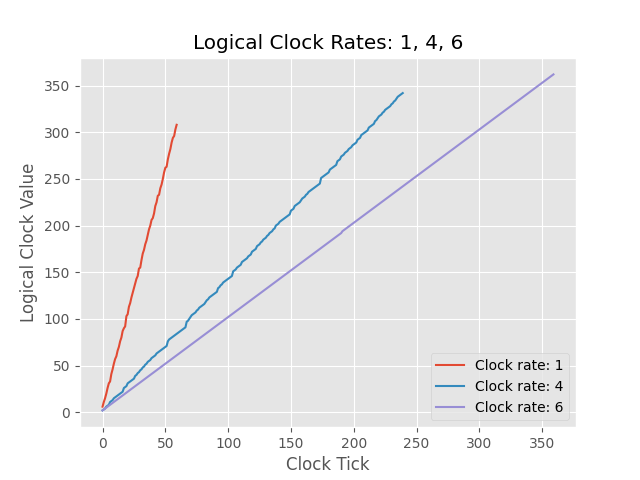 Logical Clock Rates: 1, 4, 6
350
300
250
200
150
100
50
0
Logical Clock Value
0 50 100 150 200 250 300 350
Clock Tick
Clock rate: 1
Clock rate: 4
Clock rate: 6